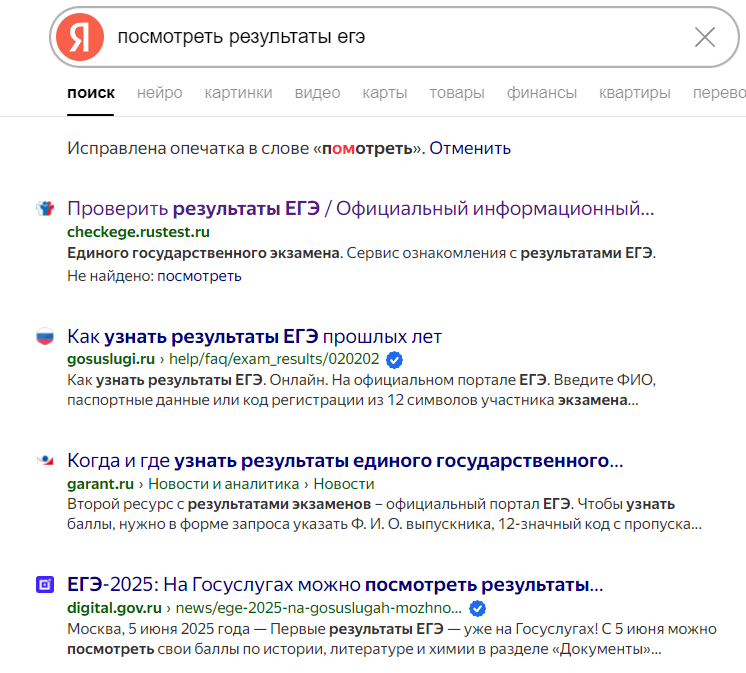 Я посмотреть результаты егэ
поиск нейро картинки видео карты товары финансы квартиры перево
Исправлена опечатка в слове «помотреть». Отменить
Проверить результаты ЕГЭ / Официальный информационный...
checkege.rustest.ru
Единого государственного экзамена. Сервис ознакомления с результатами ЕГЭ.
Не найдено: посмотреть
Как узнать результаты ЕГЭ прошлых лет
gosuslugi.ru › help/faq/exam_results/020202
Как узнать результаты ЕГЭ. Онлайн. На официальном портале ЕГЭ. Введите ФИО,
паспортные данные или код регистрации из 12 символов участника экзамена...
Когда и где узнать результаты единого государственного...
garant.ru › Новости и аналитика › Новости
Второй ресурс с результатами экзаменов – официальный портал ЕГЭ. Чтобы узнать
баллы, нужно в форме запроса указать Ф. И. О. выпускника, 12-значный код с пропуска...
ЕГЭ-2025: На Госуслугах можно посмотреть результаты...
digital.gov.ru › news/ege-2025-na-gosuslugah-mozhno...
Москва, 5 июня 2025 года — Первые результаты ЕГЭ — уже на Госуслугах! С 5 июня можно
посмотреть свои баллы по истории, литературе и химии в разделе «Документы»...